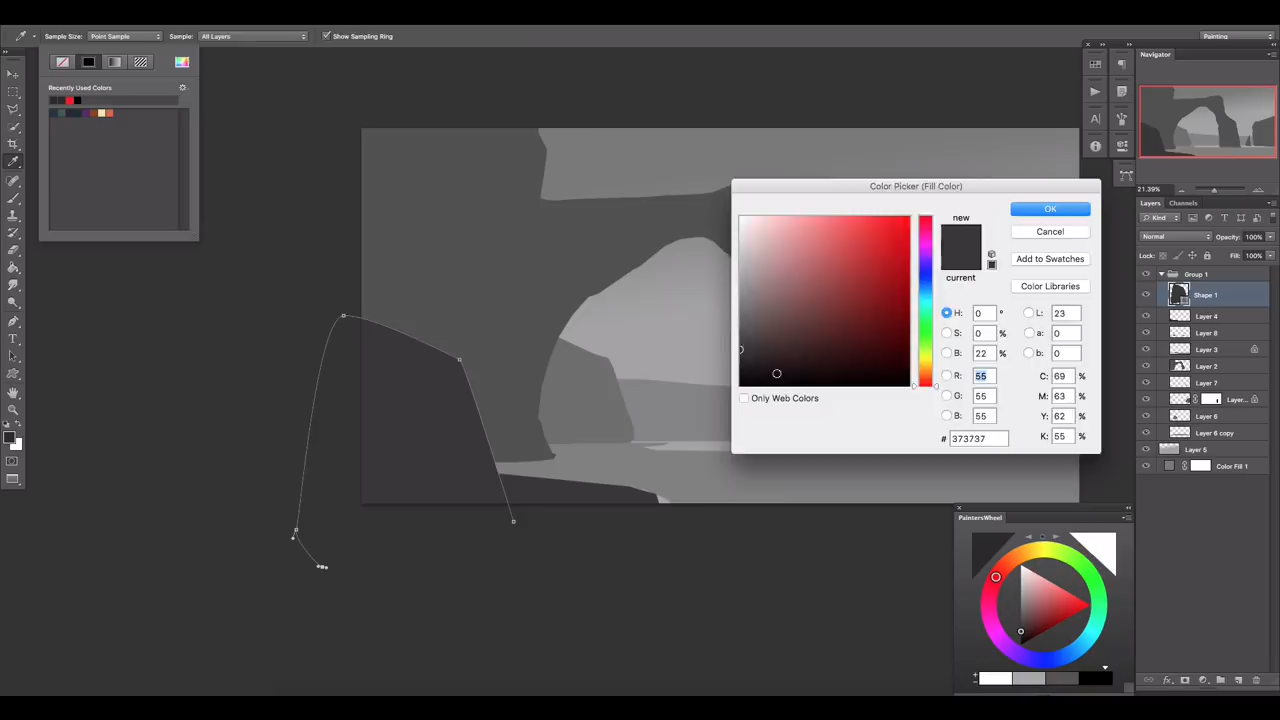 Sample Size: Point Sample Sample: All Layers Show Sampling Ring Painting
Navigator
Recently Used Colors
21.39%
Layers Channels
Kind
Normal Opacity: 100%
Lock: Fill: 100%
Group 1
Shape 1
Layer 4
Layer 8
Layer 3
Layer 2
Layer 7
Layer...
Layer 6
Layer 6 copy
Layer 5
Color Fill 1
Color Picker (Fill Color)
new
current
OK
Cancel
Add to Swatches
Color Libraries
H: 0 ° L: 23
S: 0 % a: 0
B: 22 % b: 0
R: 55 C: 69 %
G: 55 M: 63 %
B: 55 Y: 62 %
# 373737 K: 55 %
Only Web Colors
PaintersWheel